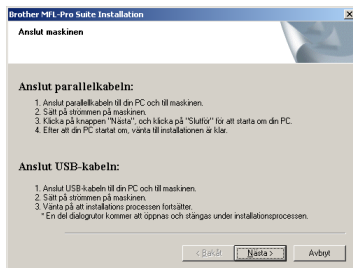 Brother MFL-Pro Suite Installation
Anslut maskinen
Anslut parallelkabeln:
1. Anslut parallellkabeln till din PC och till maskinen.
2. Sätt på strömmen på maskinen.
3. Klicka på knappen "Nästa", och klicka på "Slutför" för att starta om din PC.
4. Efter att din PC startat om, vänta till installationen är klar.
Anslut USB-kabeln:
1. Anslut USB-kabeln till din PC och till maskinen.
2. Sätt på strömmen på maskinen.
3. Vänta på att installations processen fortsätter.
* En del dialogrutor kommer att öppnas och stängas under installationsprocessen.
< Bakåt
Nästa >
Avbryt